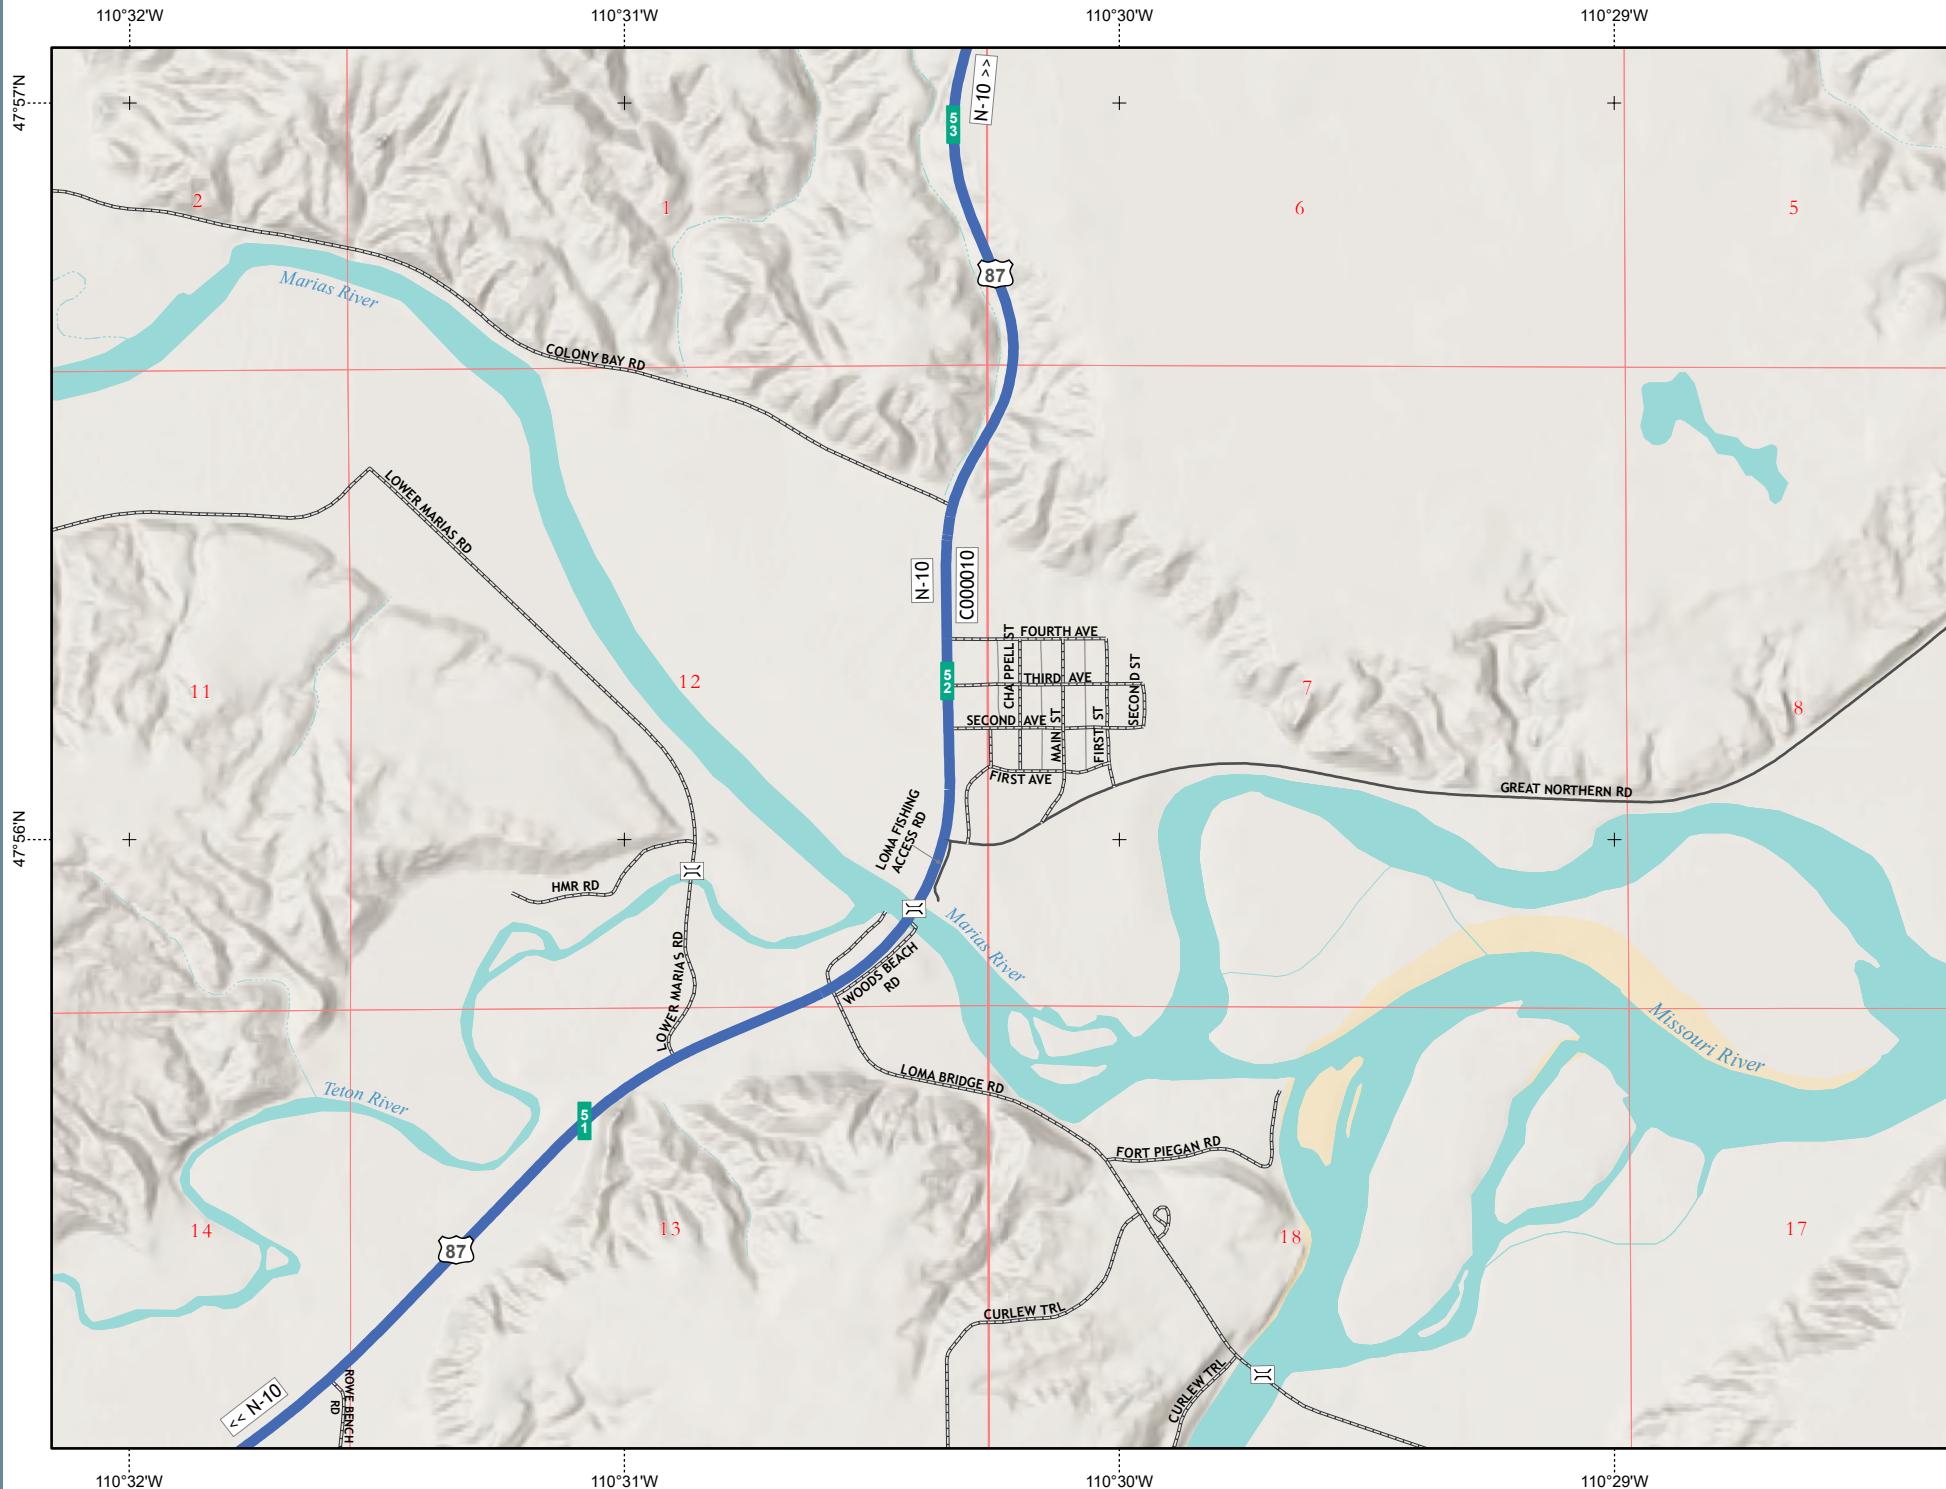 110°32'W
110°31'W
110°30'W
110°29'W
47°57'N
N-10 >>
53
2
1
6
5
87
Marias River
COLONY BAY RD
LOWER MARIAS RD
N-10
C000010
CHAPPELL ST
FOURTH AVE
52
THIRD AVE
SECOND ST
11
12
7
8
SECOND AVE
MAIN ST
FIRST ST
FIRST AVE
GREAT NORTHERN RD
47°56'N
LOMA FISHING
ACCESS RD
HMR RD
Marias River
LOWER MARIAS RD
WOODS BEACH
RD
Missouri River
LOMA BRIDGE RD
Teton River
51
FORT PIEGAN RD
14
13
18
17
87
CURLEW TRL
CURLEW TRL
<< N-10
ROWE BENCH
RD
110°32'W
110°31'W
110°30'W
110°29'W